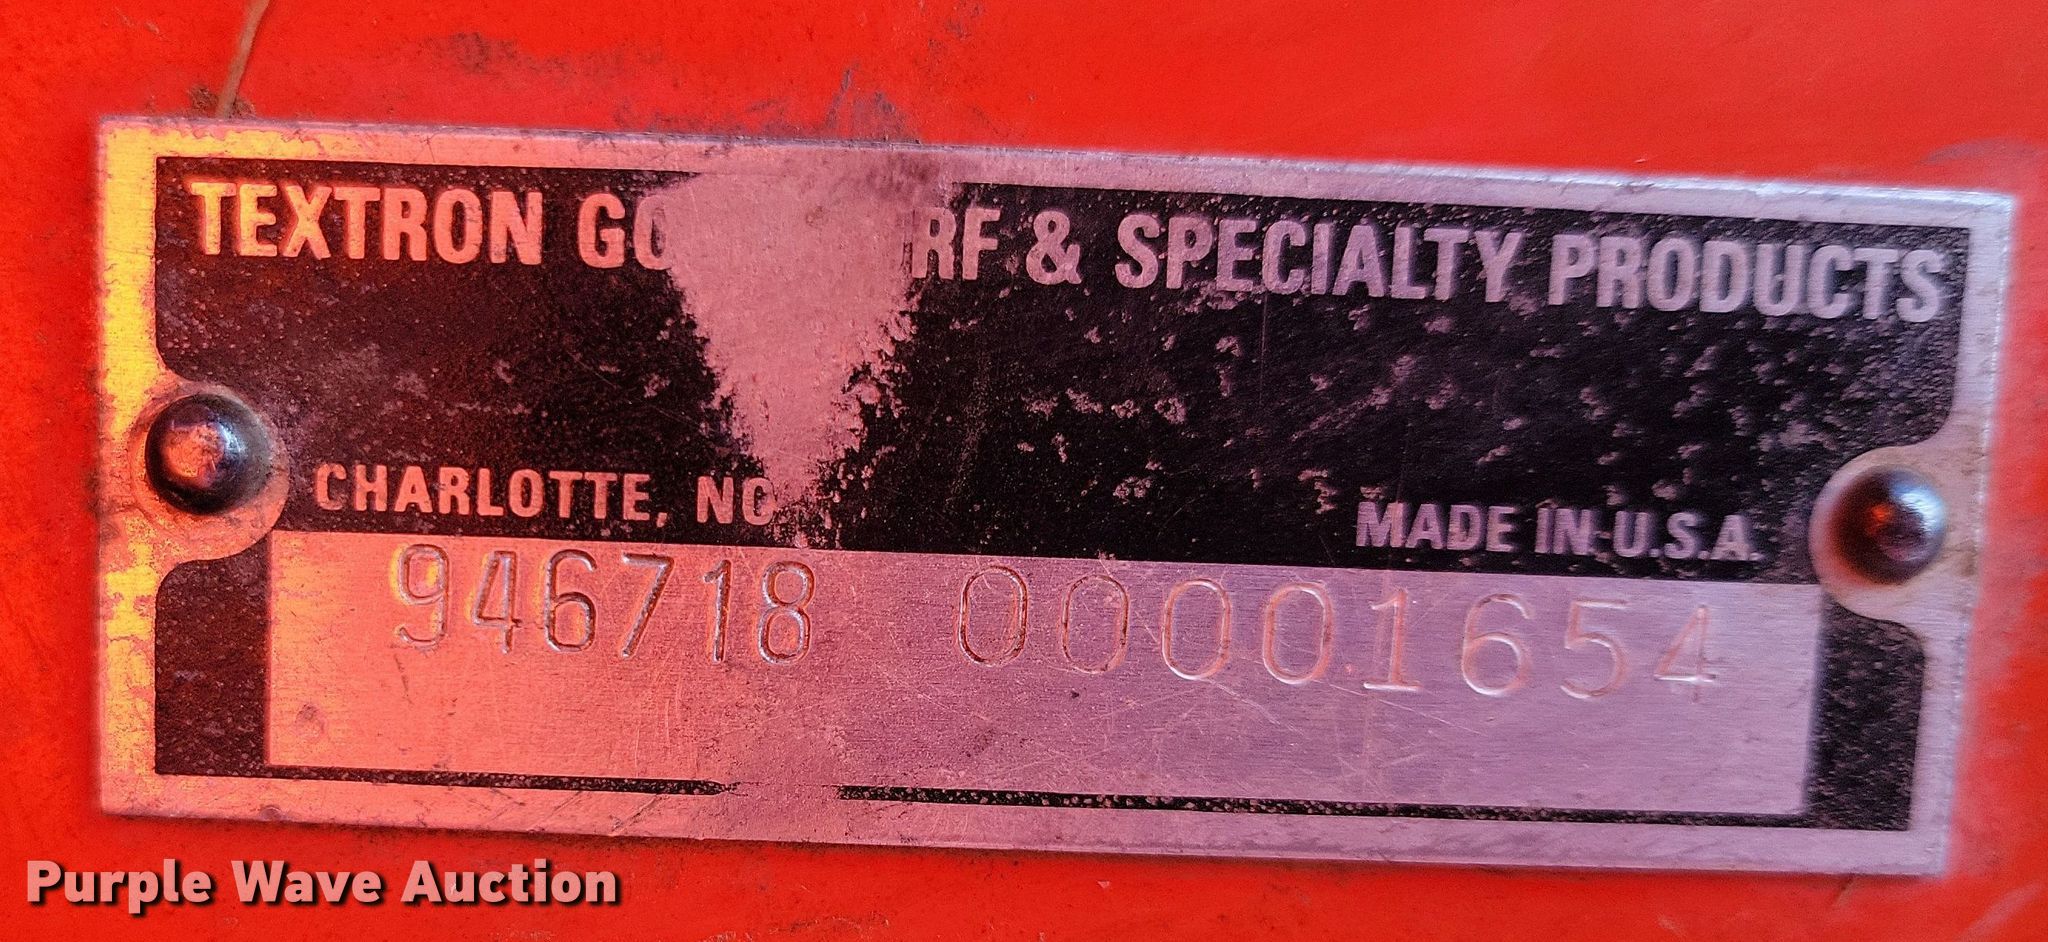 TEXTRON GO RF & SPECIALTY PRODUCTS
CHARLOTTE, NC
MADE IN U.S.A.
946718 00001654
Purple Wave Auction